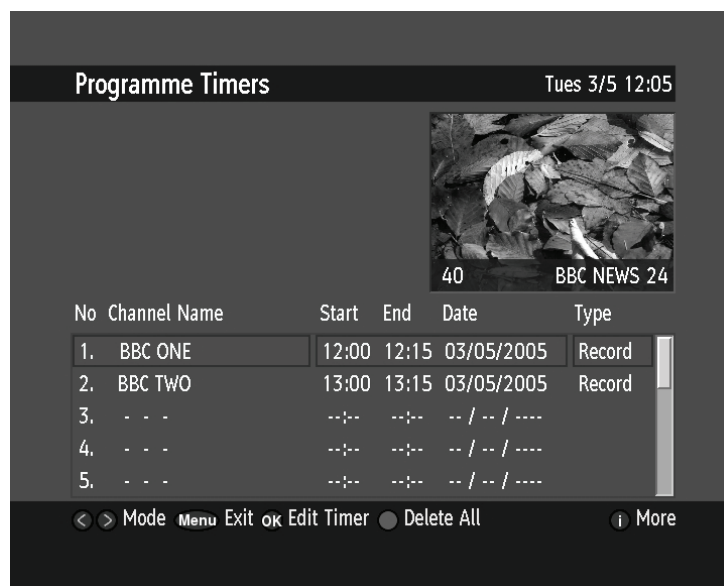 Programme Timers Tues 3/5 12:05
40 BBC NEWS 24
No Channel Name Start End Date Type
1. BBC ONE 12:00 12:15 03/05/2005 Record
2. BBC TWO 13:00 13:15 03/05/2005 Record
3. - - - --:-- --:-- -- / -- / ----
4. - - - --:-- --:-- -- / -- / ----
5. - - - --:-- --:-- -- / -- / ----
< > Mode Menu Exit OK Edit Timer Delete All i More